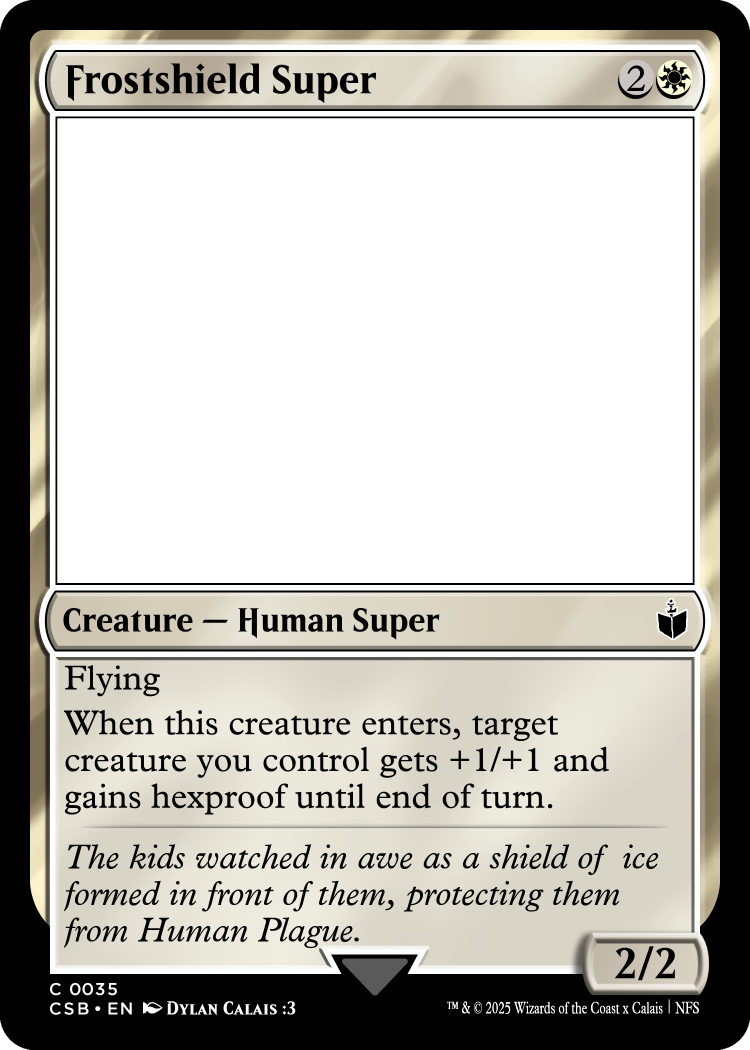 Frostshield Super 2
Creature — Human Super
Flying
When this creature enters, target
creature you control gets +1/+1 and
gains hexproof until end of turn.
The kids watched in awe as a shield of  ice
formed in front of them, protecting them
from Human Plague.
2/2
C 0035
CSB • EN Dylan Calais :3
™ & © 2025 Wizards of the Coast x Calais | NFS